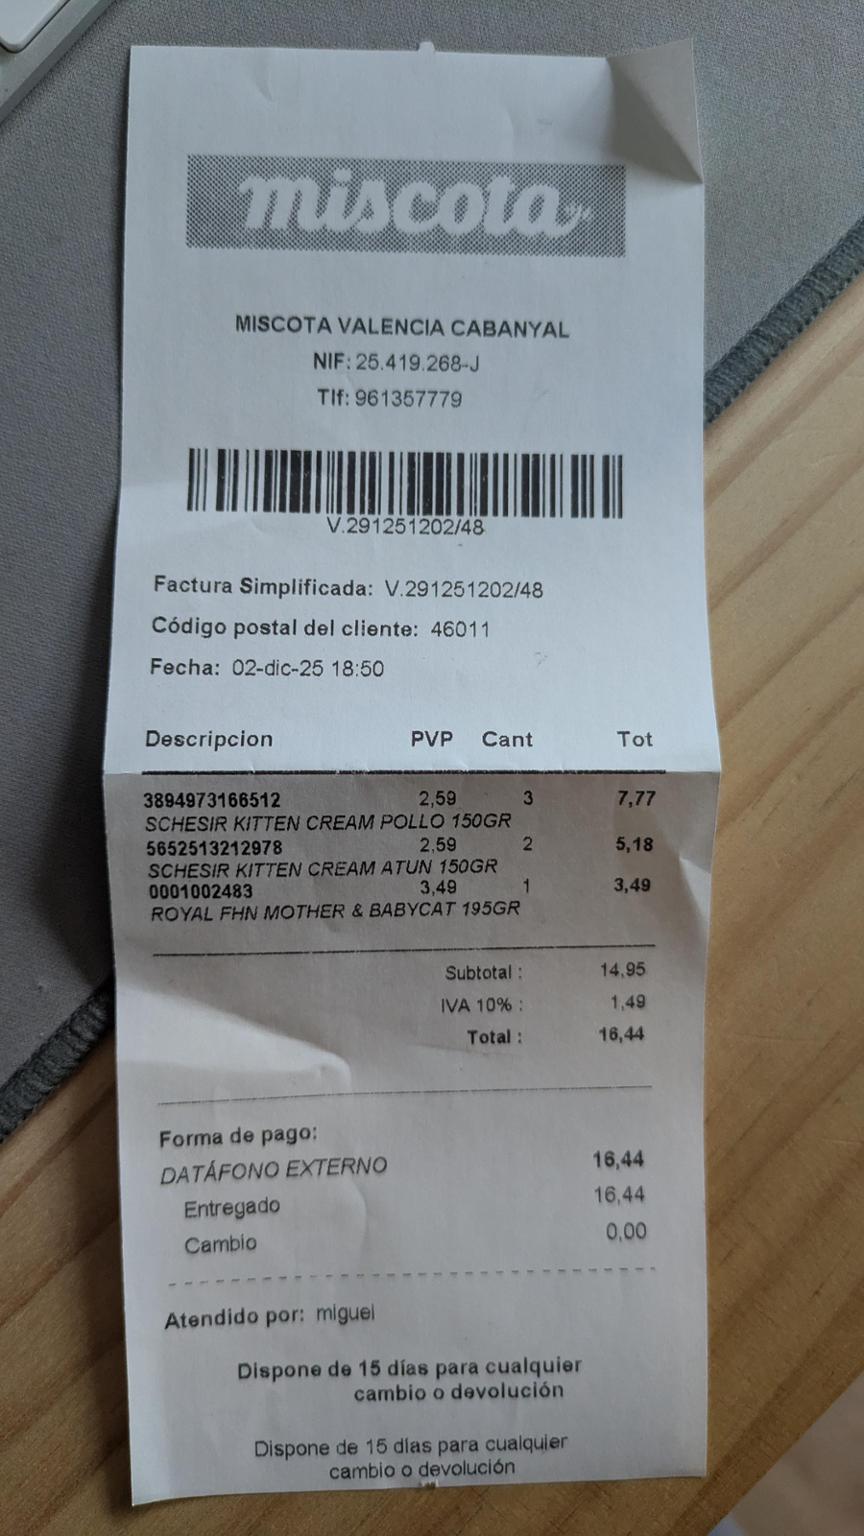 miscota
MISCOTA VALENCIA CABANYAL
NIF: 25.419.268-J
Tlf: 961357779
V.291251202/48
Factura Simplificada: V.291251202/48
Código postal del cliente: 46011
Fecha: 02-dic-25 18:50
Descripcion PVP Cant Tot
3894973166512 2,59 3 7,77
SCHESIR KITTEN CREAM POLLO 150GR
5652513212978 2,59 2 5,18
SCHESIR KITTEN CREAM ATUN 150GR
0001002483 3,49 1 3,49
ROYAL FHN MOTHER & BABYCAT 195GR
Subtotal : 14,95
IVA 10% : 1,49
Total : 16,44
Forma de pago:
DATÁFONO EXTERNO 16,44
Entregado 16,44
Cambio 0,00
Atendido por: miguel
Dispone de 15 días para cualquier
cambio o devolución
Dispone de 15 días para cualquier
cambio o devolución